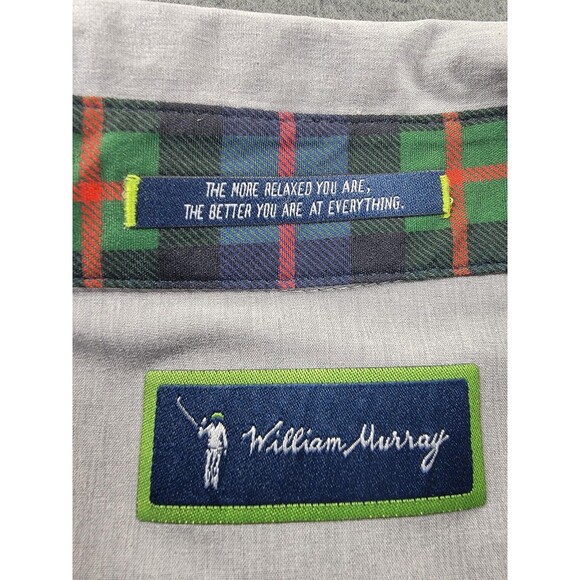 THE MORE RELAXED YOU ARE,
THE BETTER YOU ARE AT EVERYTHING.
William Murray